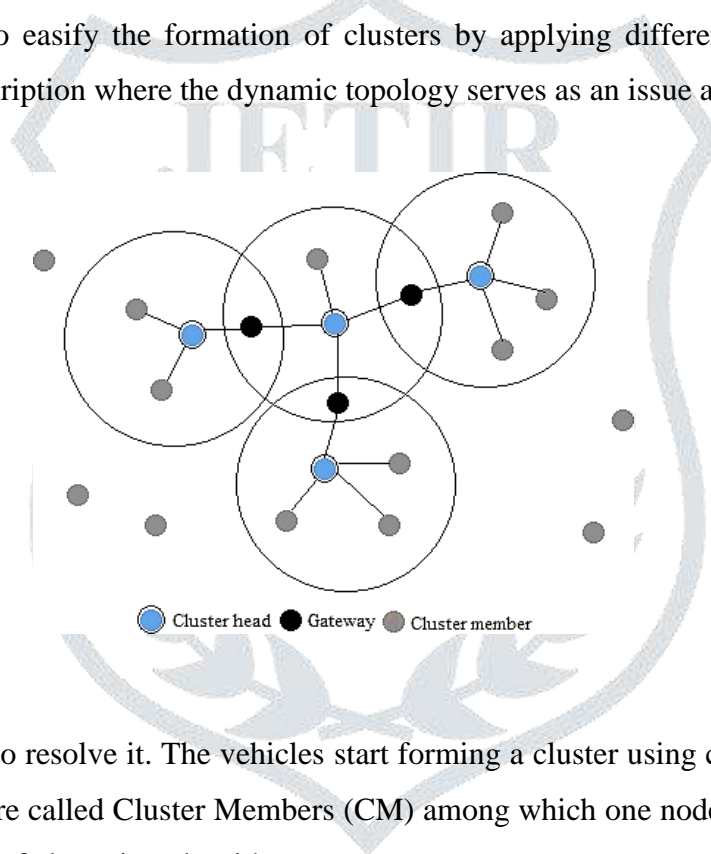 o easify the formation of clusters by applying differe
ription where the dynamic topology serves as an issue a
JETIR
Cluster head Gateway Cluster member
o resolve it. The vehicles start forming a cluster using
re called Cluster Members (CM) among which one node